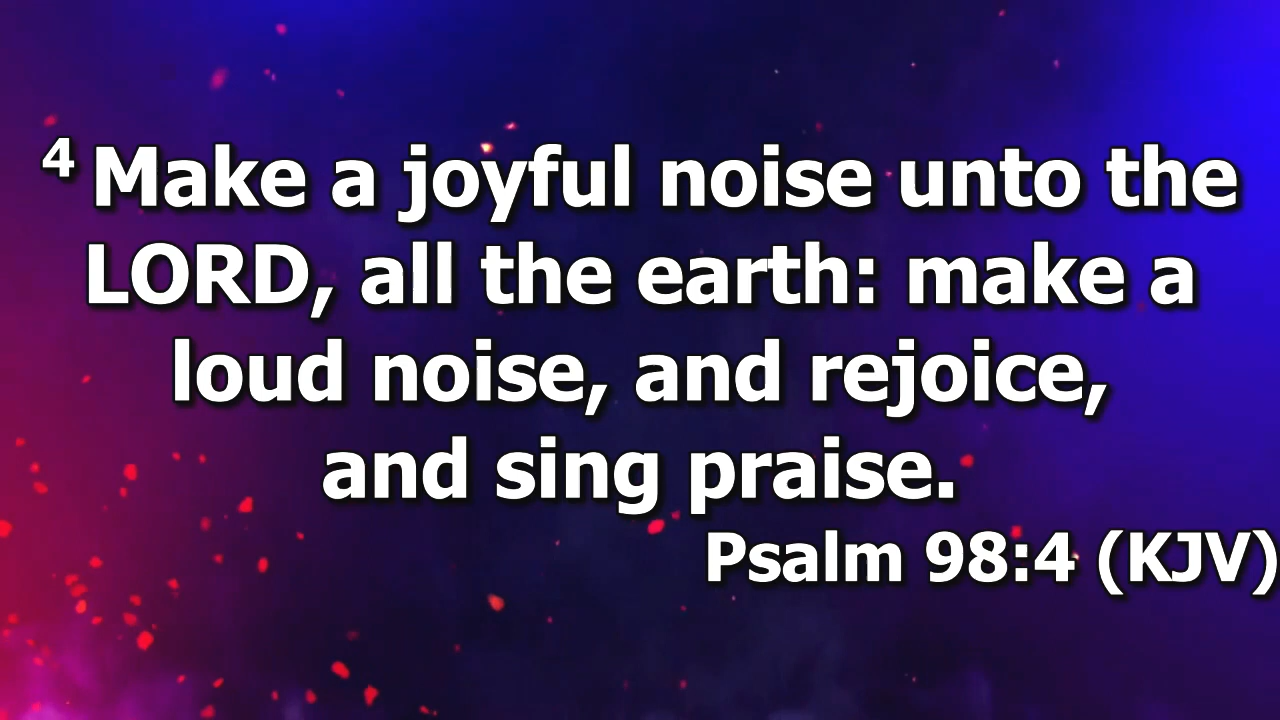 ⁴ Make a joyful noise unto the
LORD, all the earth: make a
loud noise, and rejoice,
and sing praise.
Psalm 98:4 (KJV)